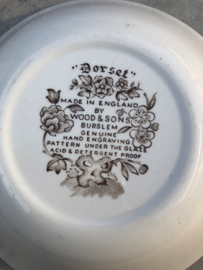 "Dorset"
MADE IN ENGLAND
BY
WOOD & SONS
BURSLEM
GENUINE
HAND ENGRAVING
PATTERN UNDER THE GLAZE
ACID & DETERGENT PROOF